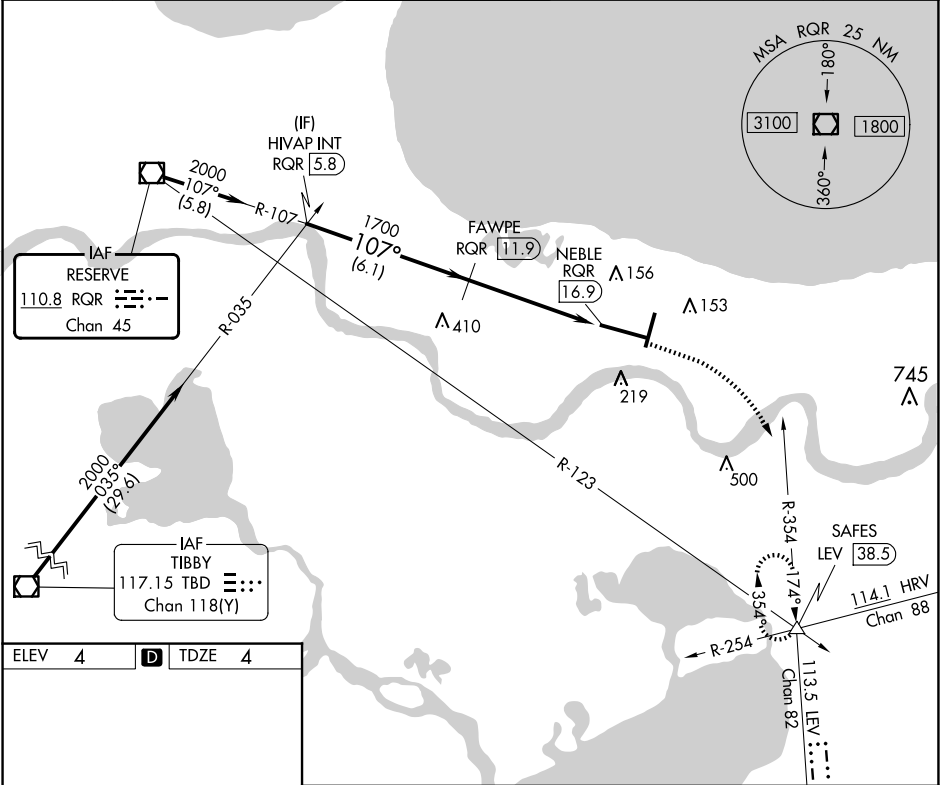 MSA RQR 25 NM
180°
3100
1800
360°
(IF)
HIVAP INT
RQR 5.8
2000
107°
(5.8)
R-107
1700
107°
(6.1)
FAWPE
RQR 11.9
NEBLE
RQR
16.9
156
153
410
219
745
500
IAF
RESERVE
110.8 RQR
Chan 45
R-035
R-123
2000
035°
(29.6)
IAF
TIBBY
117.15 TBD
Chan 118(Y)
R-354
174°
354°
SAFES
LEV 38.5
114.1 HRV
Chan 88
R-254
113.5 LEV
Chan 82
ELEV 4 D TDZE 4